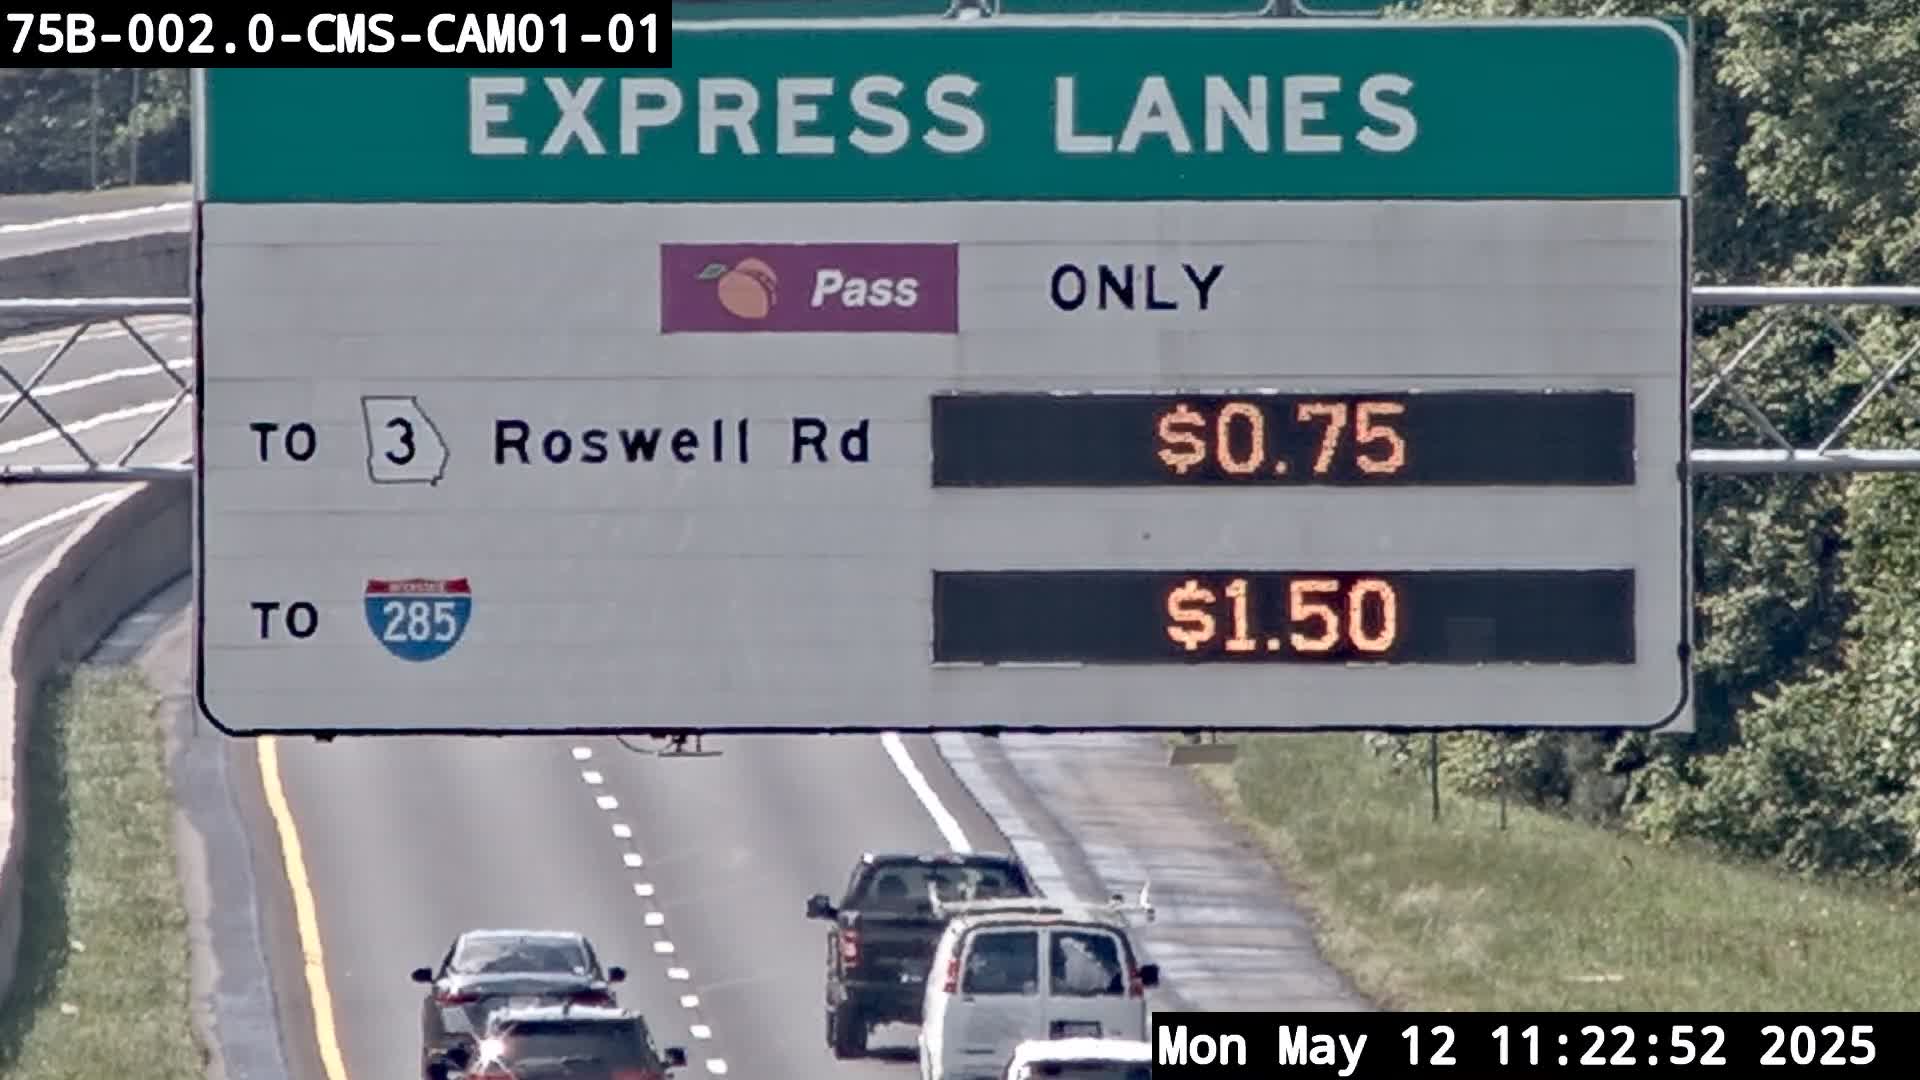 75B-002.0-CMS-CAM01-01
EXPRESS LANES
Pass ONLY
TO 3 Roswell Rd $0.75
INTERSTATE
TO 285 $1.50
Mon May 12 11:22:52 2025